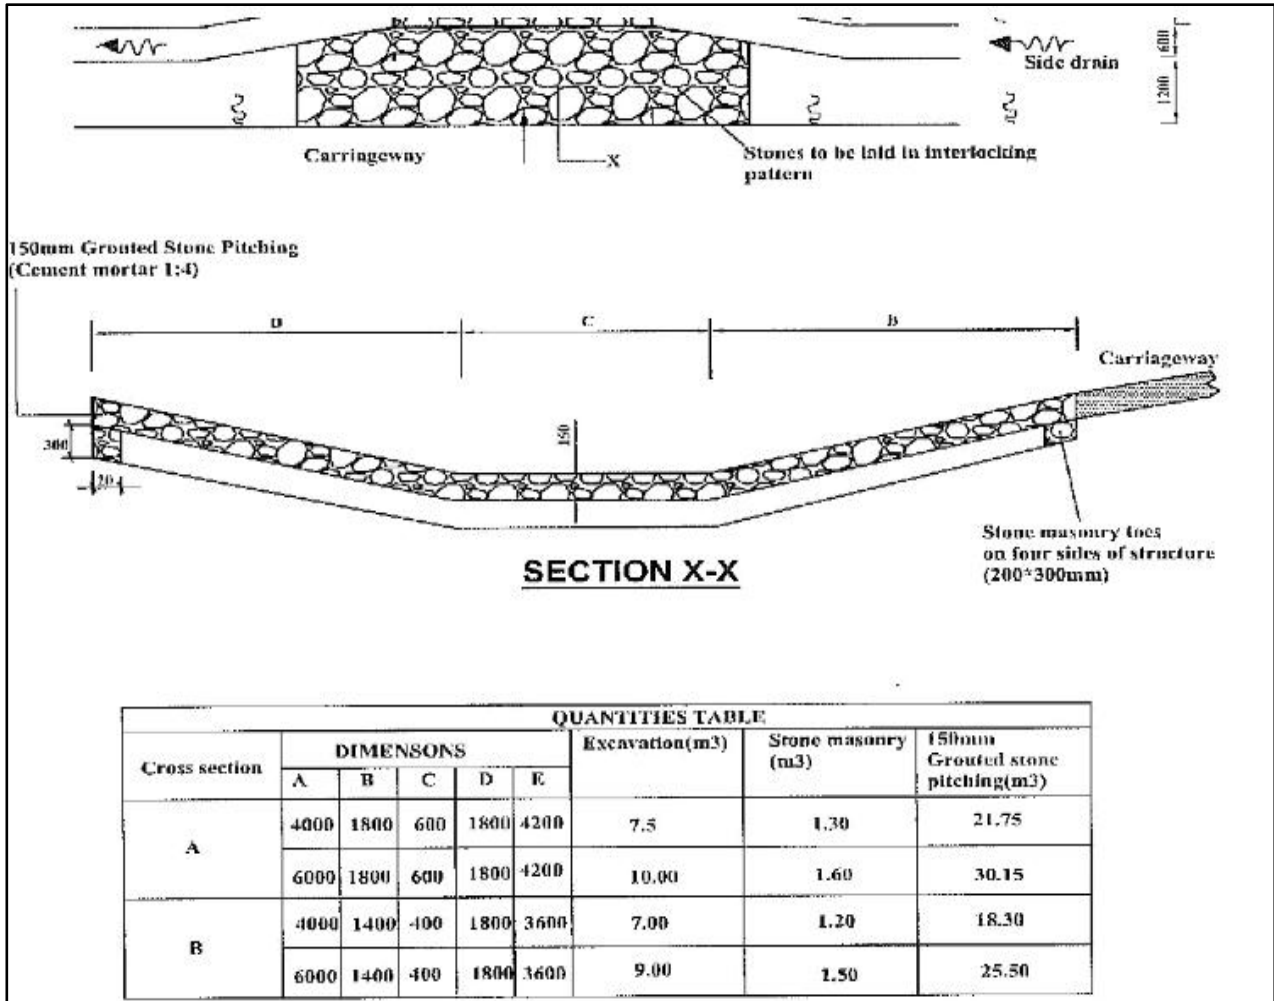 600
Side drain
1200
Carriageway
X
Stones to be laid in interlocking
pattern
150mm Grouted Stone Pitching
(Cement mortar 1:4)
D
C
B
Carriageway
300
150
20
Stone masonry toes
on four sides of structure
(200*300mm)
SECTION X-X
QUANTITIES TABLE
Cross section
DIMENSONS
Excavation(m3)
Stone masonry
(m3)
150mm
Grouted stone
pitching(m3)
A B C D E
A
4000 1800 600 1800 4200 7.5 1.30 21.75
6000 1800 600 1800 4200 10.00 1.60 30.15
B
4000 1400 400 1800 3600 7.00 1.20 18.30
6000 1400 400 1800 3600 9.00 1.50 25.50